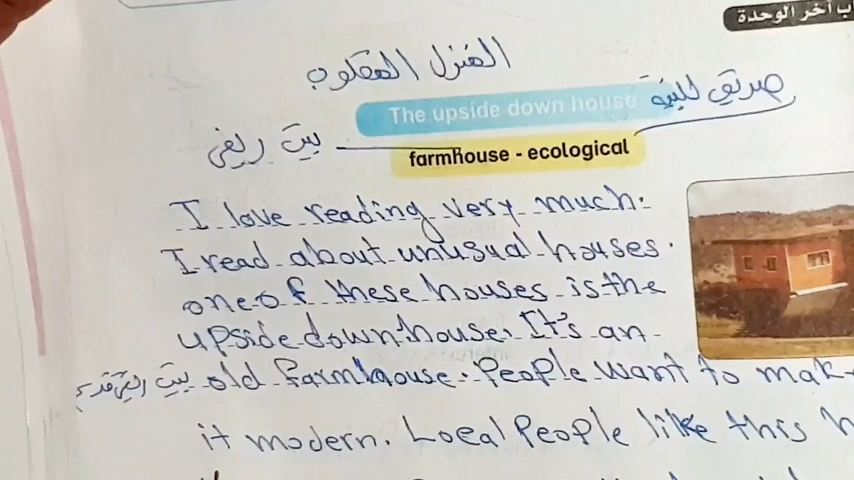 ب آخر الوحدة
المنزل المقلوب
The upside down house
صديق للبيئة
بيت ريفى
farmhouse - ecological
I love reading very much.
I read about unusual houses.
one of these houses is the
upside down house. It's an
بيت ريفي قديم old farmhouse. People want to mak
it modern. Local People like this h